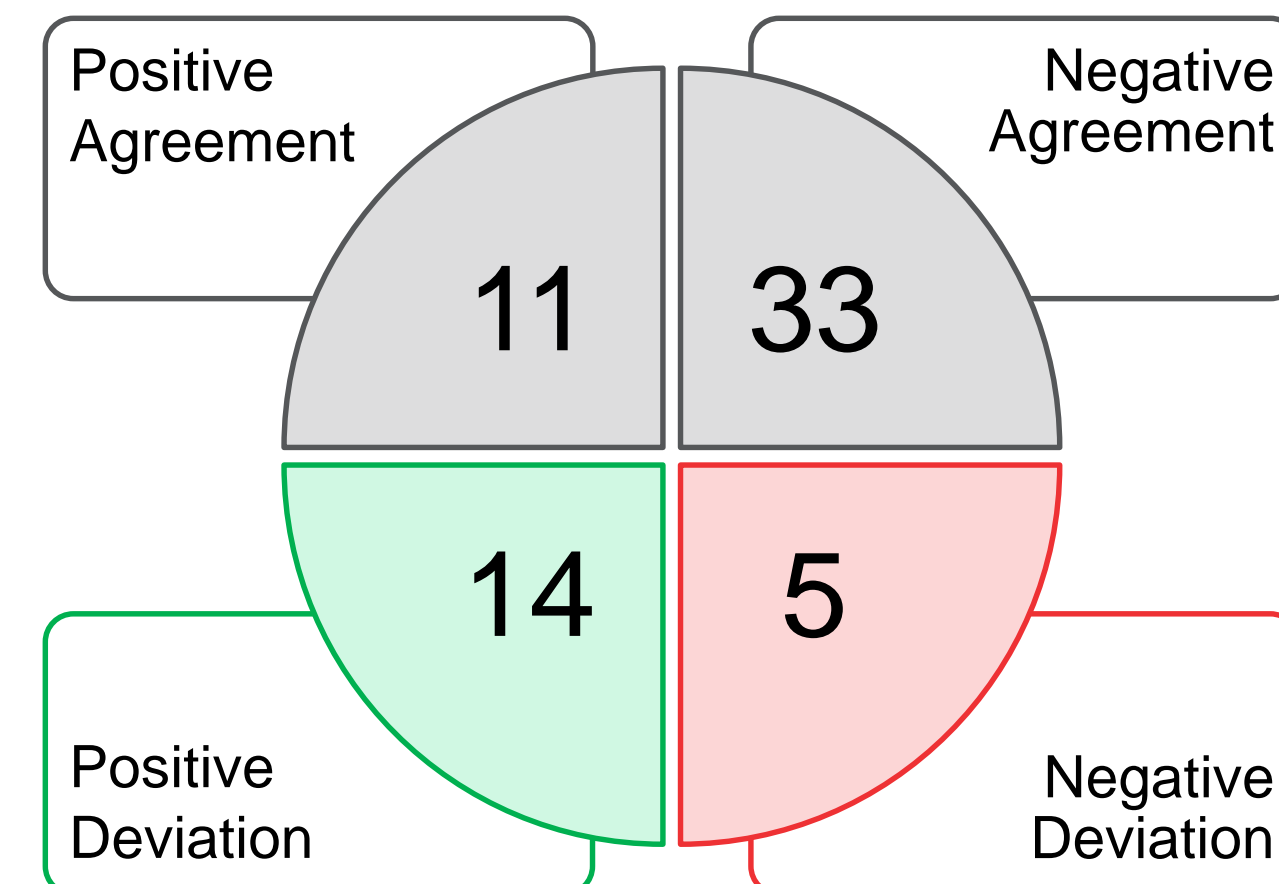 Positive
Agreement
Negative
Agreement
11
33
14
5
Positive
Deviation
Negative
Deviation